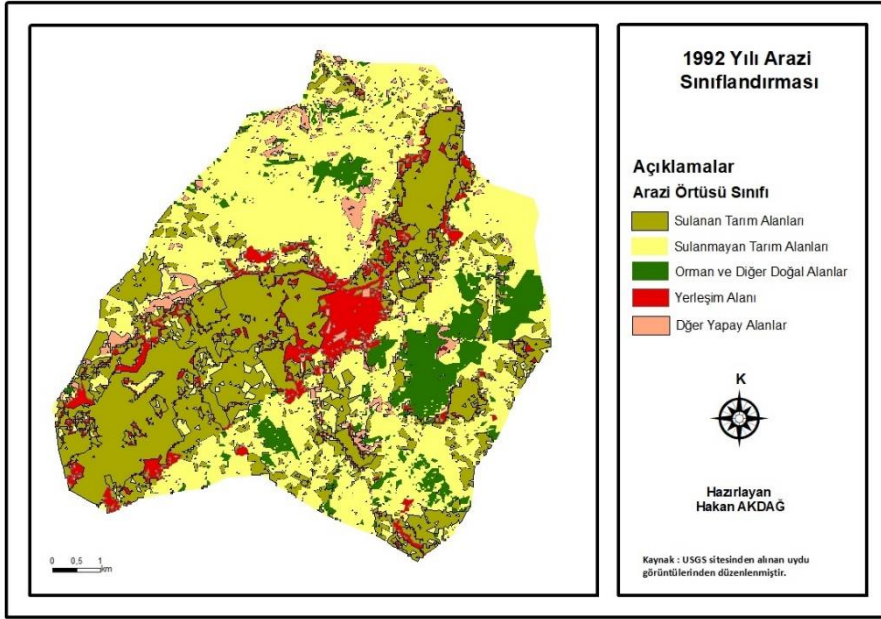 1992 Yılı Arazi
Sınıflandırması
Açıklamalar
Arazi Örtüsü Sınıfı
Sulanan Tarım Alanları
Sulanmayan Tarım Alanları
Orman ve Diğer Doğal Alanlar
Yerleşim Alanı
Dğer Yapay Alanlar
K
Hazırlayan
Hakan AKDAĞ
Kaynak : USGS sitesinden alınan uydu
görüntülerinden düzenlenmiştir.
0 0,5 1
km